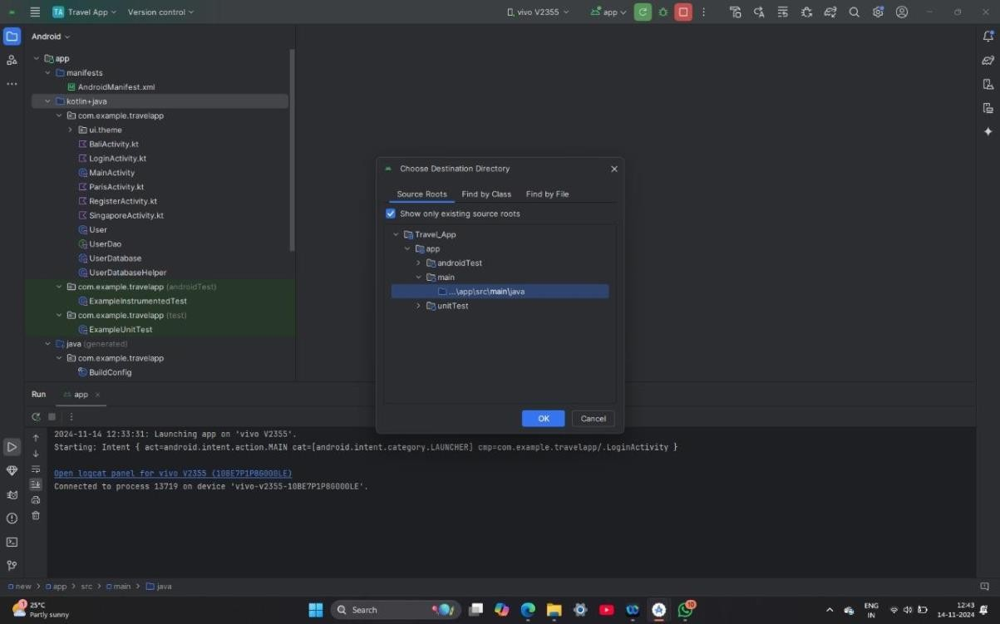 TA Travel App Version control vivo V2355 app
Android
app
manifests
AndroidManifest.xml
kotlin+java
com.example.travelapp
ui.theme
BaliActivity.kt
LoginActivity.kt
MainActivity
ParisActivity.kt
RegisterActivity.kt
SingaporeActivity.kt
User
UserDao
UserDatabase
UserDatabaseHelper
com.example.travelapp (androidTest)
ExampleInstrumentedTest
com.example.travelapp (test)
ExampleUnitTest
java (generated)
com.example.travelapp
BuildConfig
Choose Destination Directory
Source Roots Find by Class Find by File
Show only existing source roots
Travel_App
app
androidTest
main
...\app\src\main\java
unitTest
OK Cancel
Run app
2024-11-14 12:33:31: Launching app on 'vivo V2355'.
Starting: Intent { act=android.intent.action.MAIN cat=[android.intent.category.LAUNCHER] cmp=com.example.travelapp/.LoginActivity }
Open logcat panel for vivo V2355 (10BE7P1P8G000LE)
Connected to process 13719 on device 'vivo-v2355-10BE7P1P8G000LE'.
new > app > src > main > java
1 25°C
Partly sunny
Search
10
ENG
IN
12:43
14-11-2024